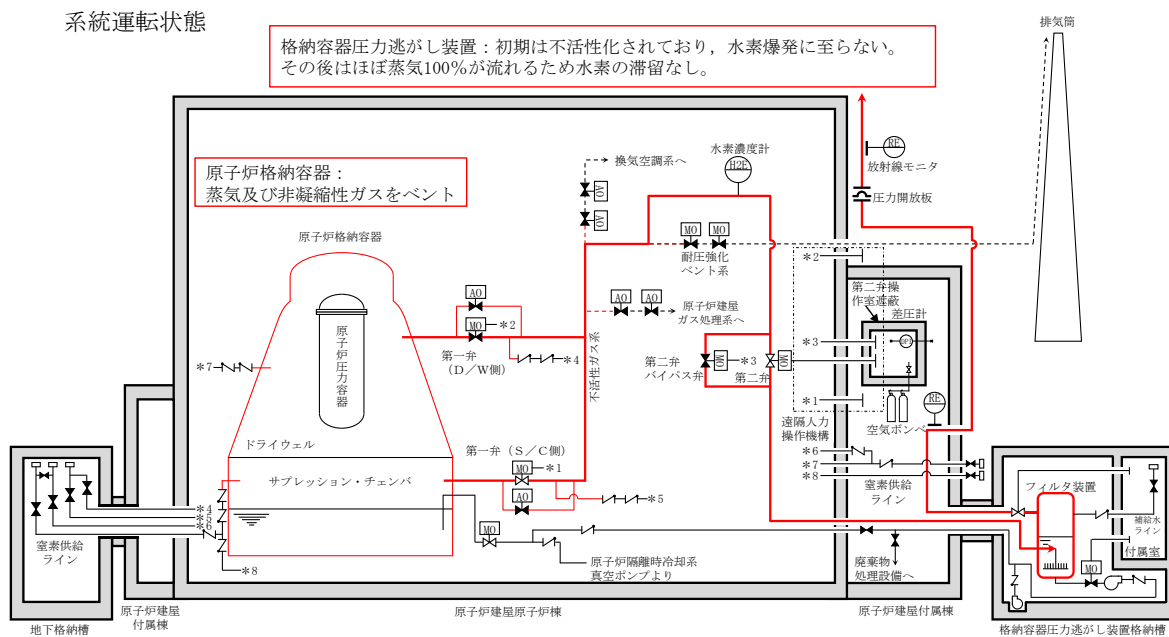 系統運転状態
格納容器圧力逃がし装置：初期は不活性化されており，水素爆発に至らない。
その後はほぼ蒸気100％が流れるため水素の滞留なし。
排気筒
原子炉格納容器：
蒸気及び非凝縮性ガスをベント
換気空調系へ
AO
AO
水素濃度計
H2E
RE
放射線モニタ
圧力開放板
原子炉格納容器
MO
MO
耐圧強化
ベント系
＊2
AO
MO
＊2
第一弁
（D／W側）
＊4
不活性ガス系
AO
AO
原子炉建屋
ガス処理系へ
第二弁操
作室遮蔽
差圧計
DPI
＊3
MO
＊3
MO
第二弁
バイパス弁
第二弁
＊1
遠隔人力
操作機構
空気ボンベ
RE
原子炉圧力容器
＊7
ドライウェル
サプレッション・チェンバ
第一弁（S／C側）
MO
＊1
AO
＊5
＊6
＊7
＊8
窒素供給
ライン
フィルタ装置
補給水
ライン
付属室
MO
＊4
＊5
＊6
＊8
窒素供給
ライン
MO
原子炉隔離時冷却系
真空ポンプより
廃棄物
処理設備へ
地下格納槽
原子炉建屋
付属棟
原子炉建屋原子炉棟
原子炉建屋付属棟
格納容器圧力逃がし装置格納槽